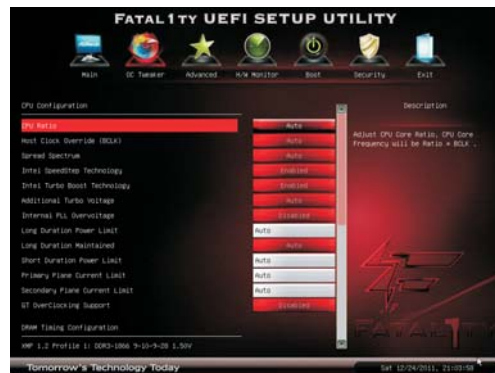 FATAL1TY UEFI SETUP UTILITY
Main OC Tweaker Advanced H/W Monitor Boot Security Exit
CPU Configuration
Description
CPU Ratio Auto
Adjust CPU Core Ratio, CPU Core
Frequency will be Ratio * BCLK .
Host Clock Override (BCLK) Auto
Spread Spectrum Auto
Intel SpeedStep Technology Enabled
Intel Turbo Boost Technology Enabled
Additional Turbo Voltage Auto
Internal PLL Overvoltage Disabled
Long Duration Power Limit Auto
Long Duration Maintained Auto
Short Duration Power Limit Auto
Primary Plane Current Limit Auto
Secondary Plane Current Limit Auto
GT OverClocking Support Disabled
DRAM Timing Configuration
FATAL1TY
XMP 1.2 Profile 1: DDR3-1866 9-10-9-28 1.50V
Tomorrow's Technology Today
Sat 12/24/2011, 21:03:58